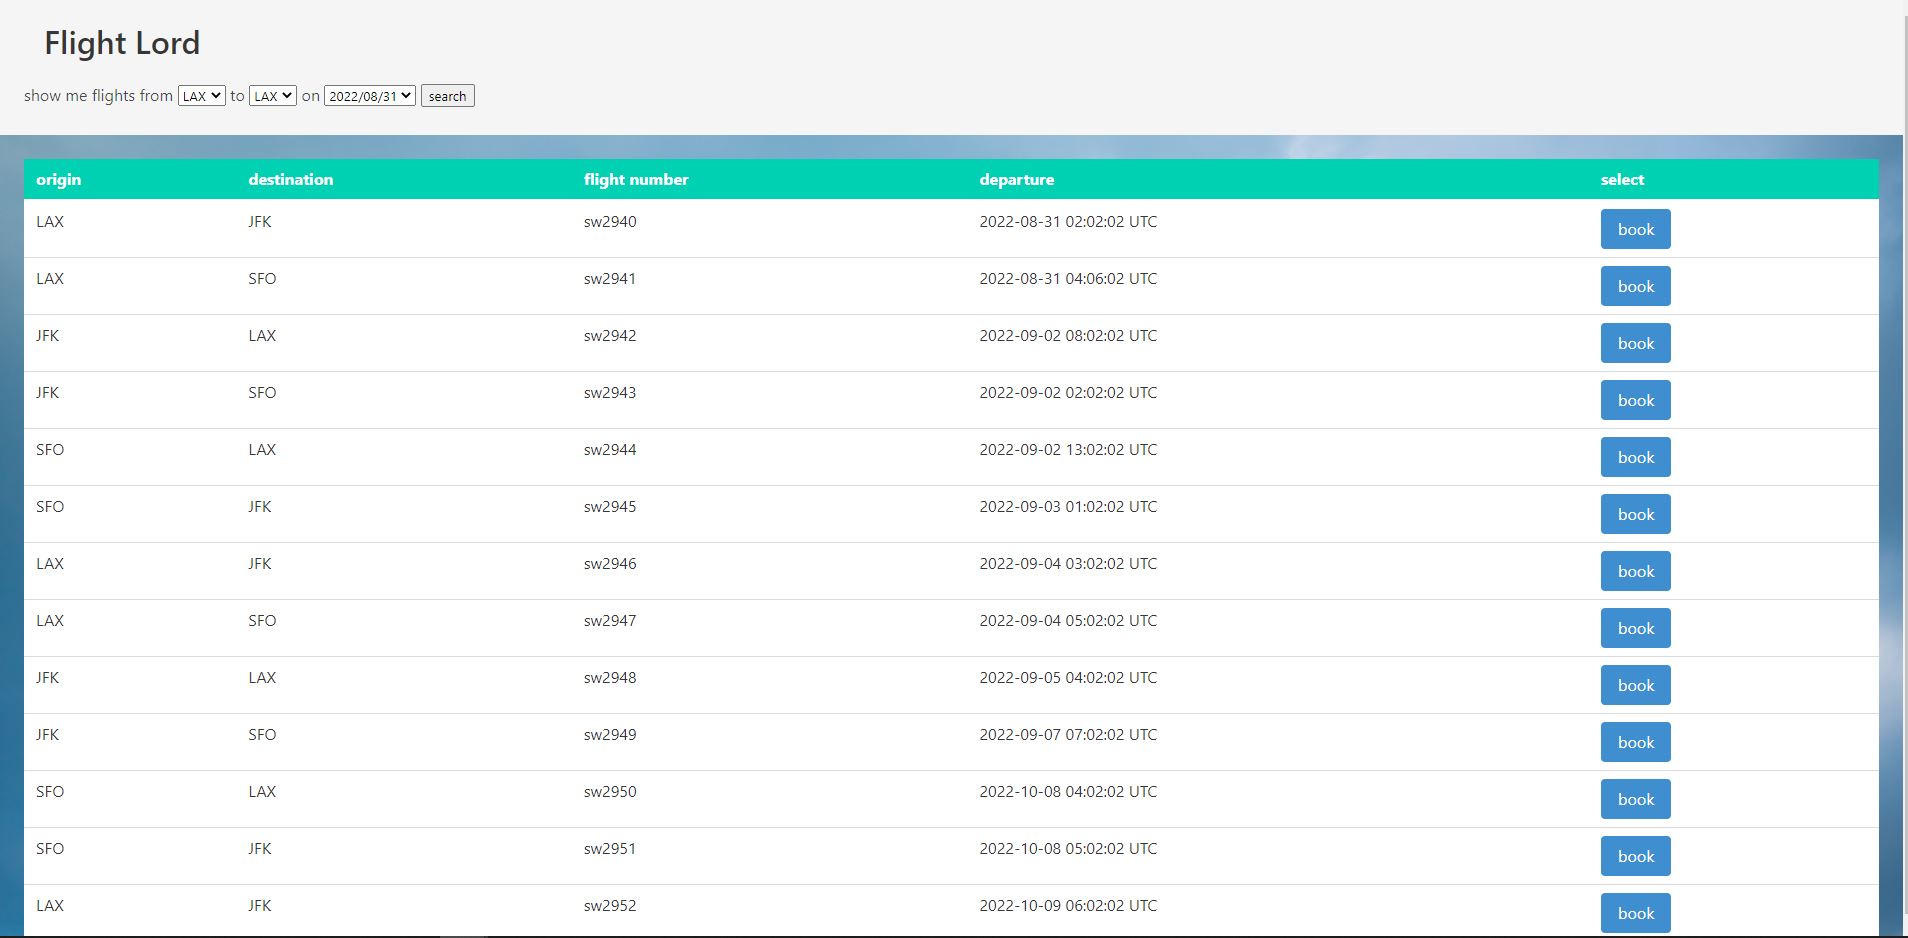 Flight Lord
show me flights from LAX to LAX on 2022/08/31 search
origin destination flight number departure select
LAX JFK sw2940 2022-08-31 02:02:02 UTC book
LAX SFO sw2941 2022-08-31 04:06:02 UTC book
JFK LAX sw2942 2022-09-02 08:02:02 UTC book
JFK SFO sw2943 2022-09-02 02:02:02 UTC book
SFO LAX sw2944 2022-09-02 13:02:02 UTC book
SFO JFK sw2945 2022-09-03 01:02:02 UTC book
LAX JFK sw2946 2022-09-04 03:02:02 UTC book
LAX SFO sw2947 2022-09-04 05:02:02 UTC book
JFK LAX sw2948 2022-09-05 04:02:02 UTC book
JFK SFO sw2949 2022-09-07 07:02:02 UTC book
SFO LAX sw2950 2022-10-08 04:02:02 UTC book
SFO JFK sw2951 2022-10-08 05:02:02 UTC book
LAX JFK sw2952 2022-10-09 06:02:02 UTC book